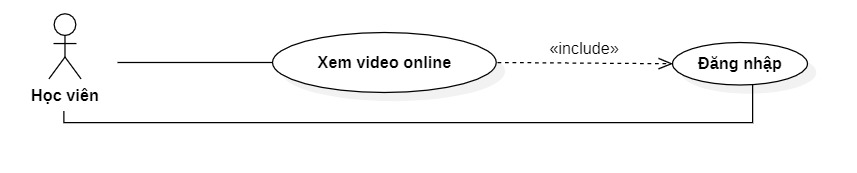 «include»
Xem video online
Đăng nhập
Học viên